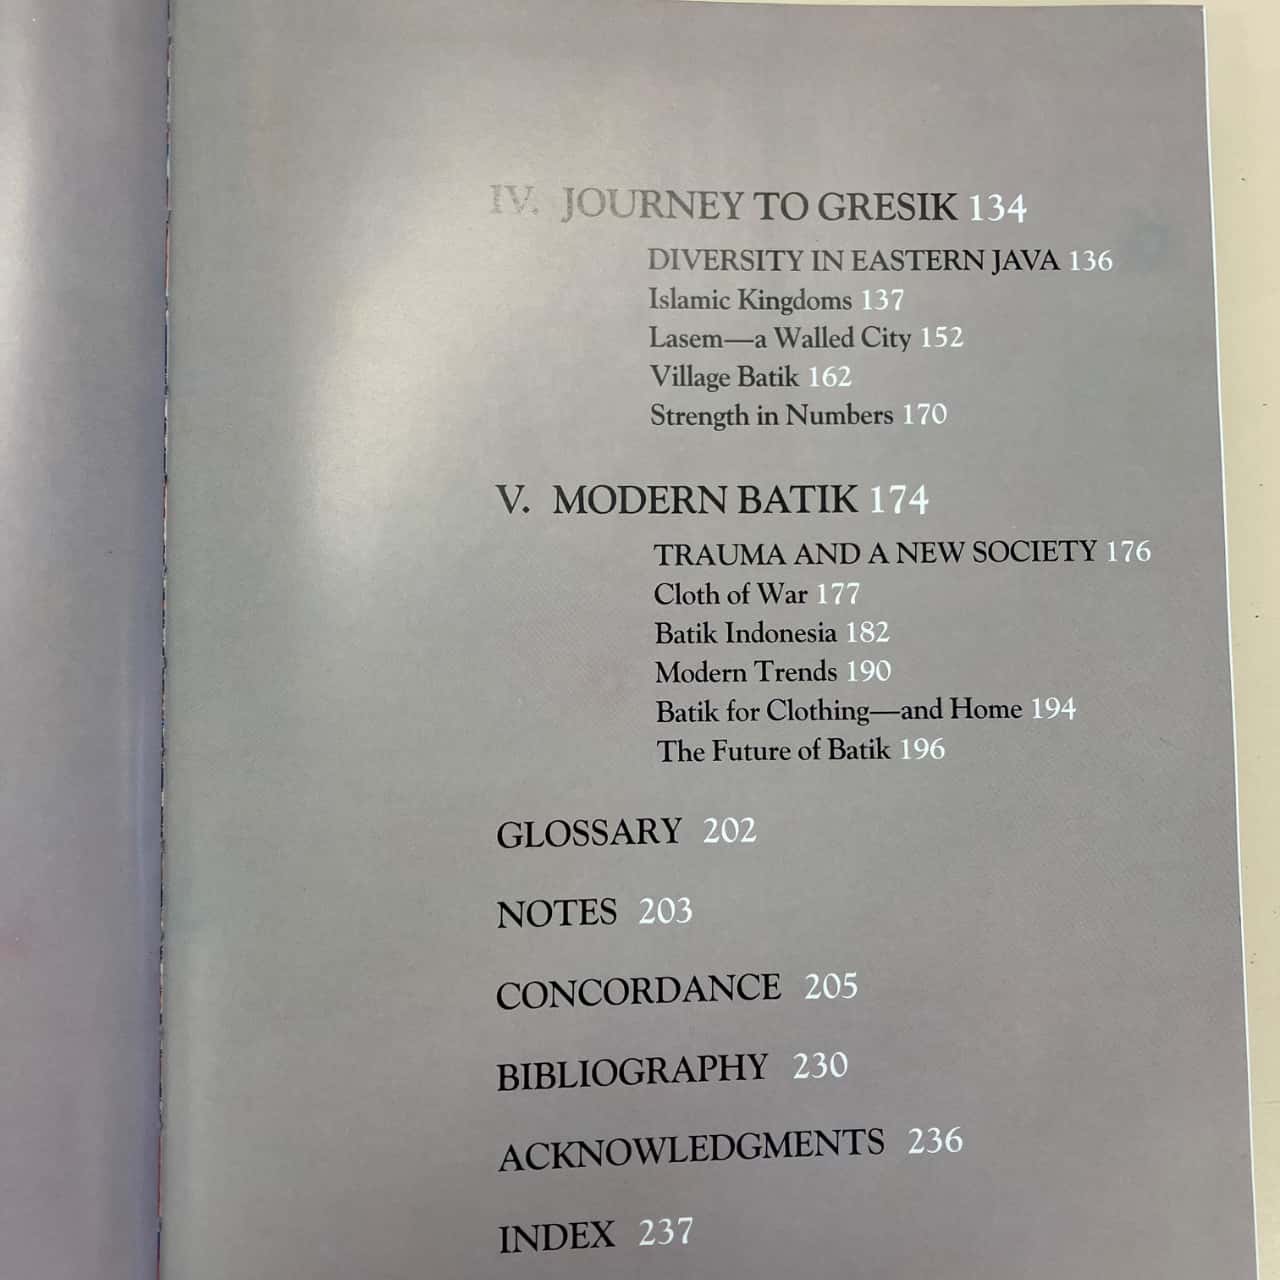 IV. JOURNEY TO GRESIK 134
DIVERSITY IN EASTERN JAVA 136
Islamic Kingdoms 137
Lasem—a Walled City 152
Village Batik 162
Strength in Numbers 170
V. MODERN BATIK 174
TRAUMA AND A NEW SOCIETY 176
Cloth of War 177
Batik Indonesia 182
Modern Trends 190
Batik for Clothing—and Home 194
The Future of Batik 196
GLOSSARY 202
NOTES 203
CONCORDANCE 205
BIBLIOGRAPHY 230
ACKNOWLEDGMENTS 236
INDEX 237